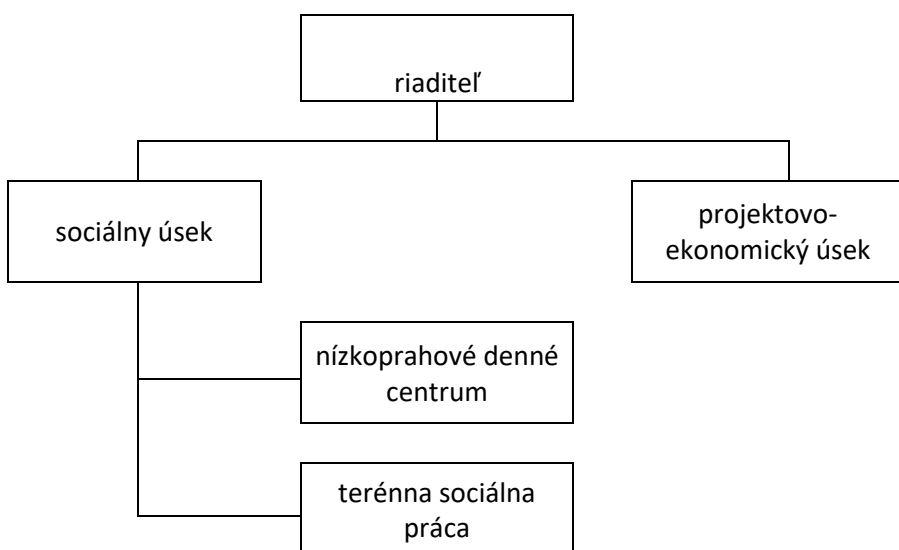 riaditeľ
sociálny úsek
projektovo-
ekonomický úsek
nízkoprahové denné
centrum
terénna sociálna
práca